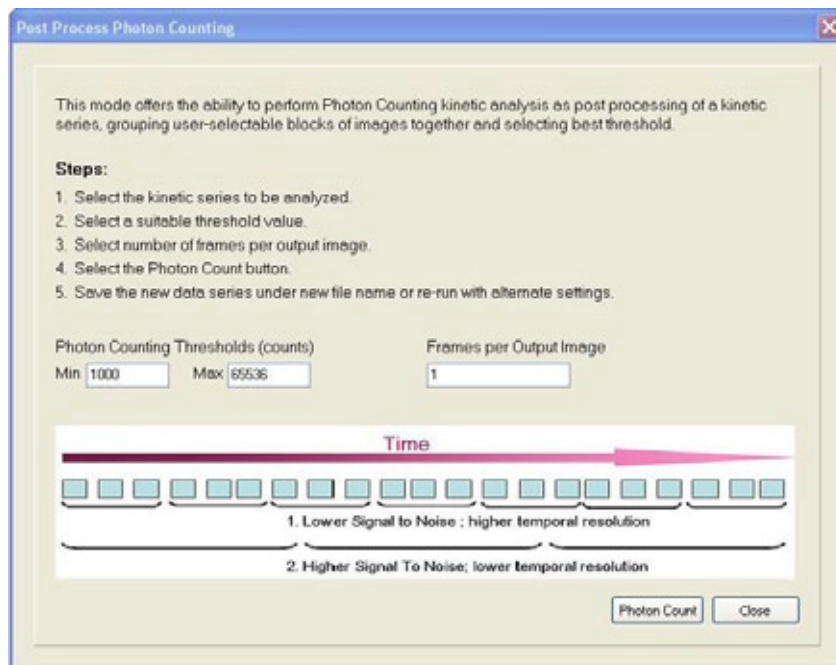 Post Process Photon Counting
This mode offers the ability to perform Photon Counting kinetic analysis as post processing of a kinetic
series, grouping user-selectable blocks of images together and selecting best threshold.
Steps:
1. Select the kinetic series to be analyzed.
2. Select a suitable threshold value.
3. Select number of frames per output image.
4. Select the Photon Count button.
5. Save the new data series under new file name or re-run with alternate settings.
Photon Counting Thresholds (counts) Frames per Output Image
Min 1000 Max 65536 1
Time
1. Lower Signal to Noise ; higher temporal resolution
2. Higher Signal To Noise; lower temporal resolution
Photon Count Close